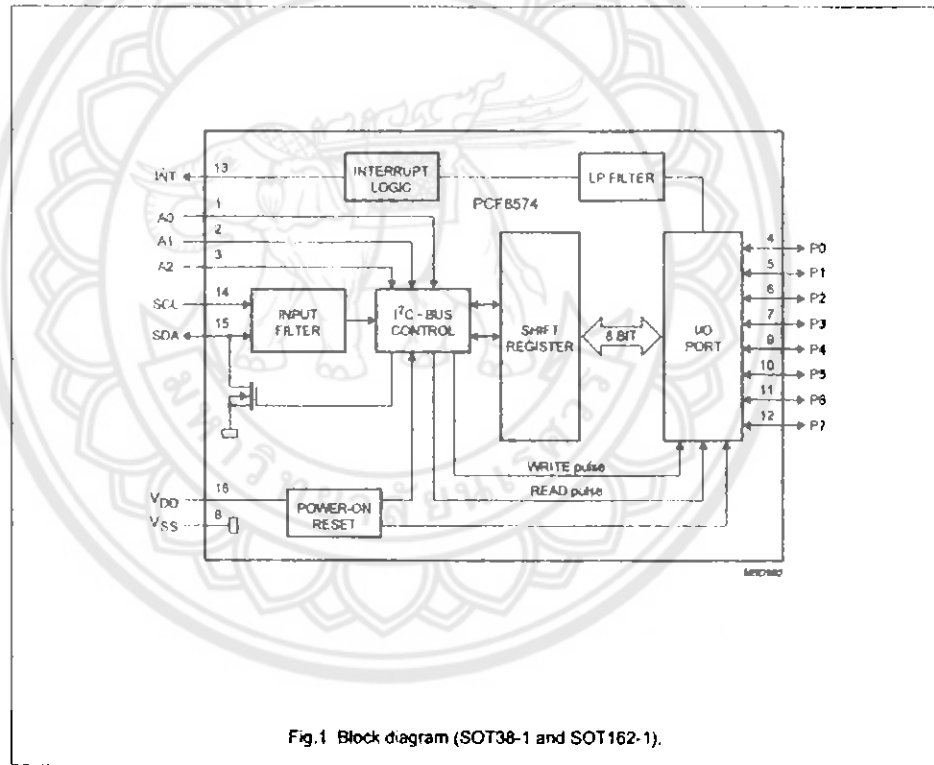 INT
13
INTERRUPT
LOGIC
LP FILTER
PCF8574
A0
1
A1
2
A2
3
SCL
14
SDA
15
INPUT
FILTER
I²C - BUS
CONTROL
SHIFT
REGISTER
8 BIT
I/O
PORT
4
P0
5
P1
6
P2
7
P3
9
P4
10
P5
11
P6
12
P7
WRITE pulse
READ pulse
VDD
16
POWER-ON
RESET
VSS
8
Fig.1 Block diagram (SOT38-1 and SOT162-1).